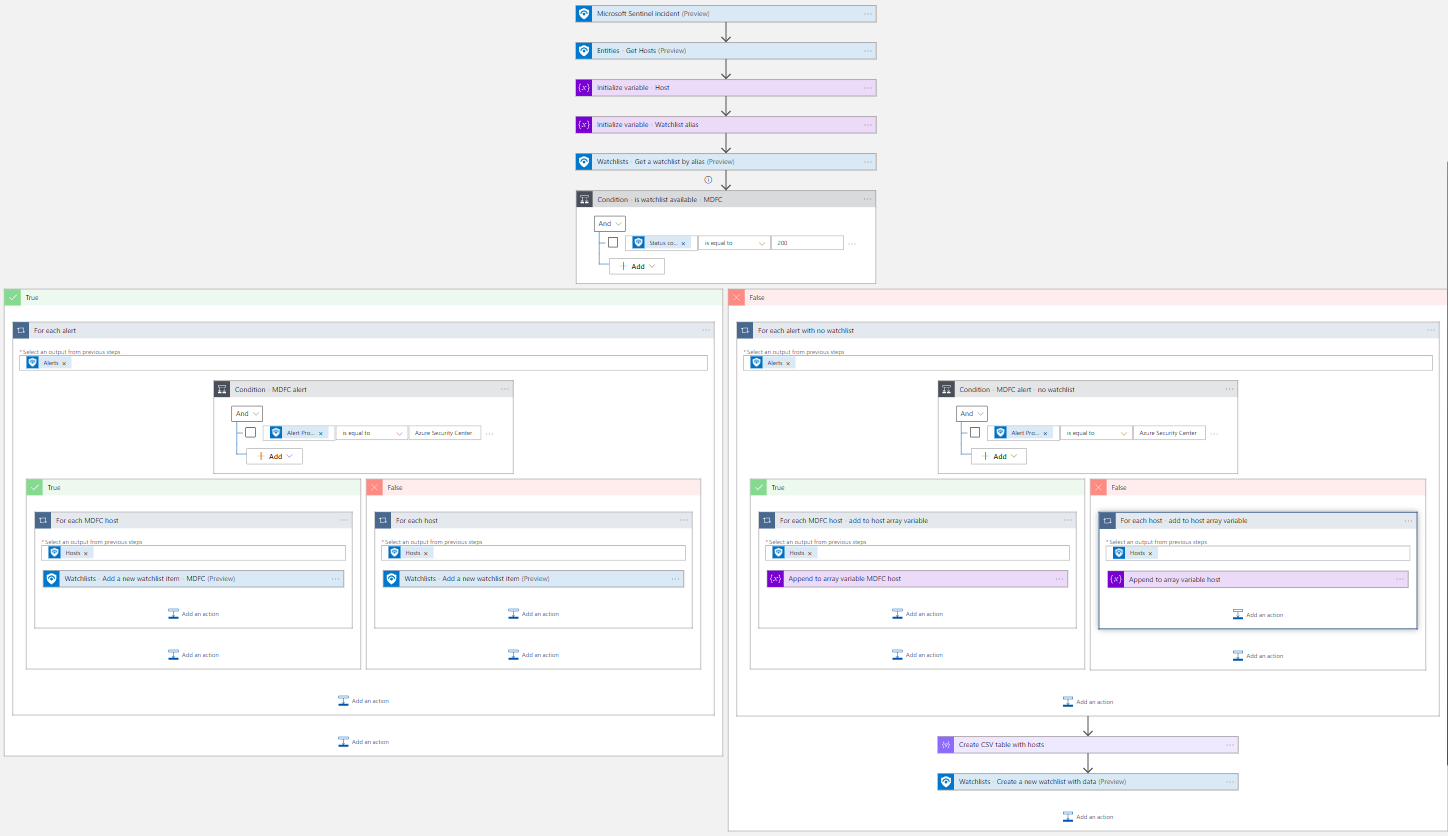 Microsoft Sentinel incident (Preview)
Entities - Get Hosts (Preview)
Initialize variable - Host
Initialize variable - Watchlist alias
Watchlists - Get a watchlist by alias (Preview)
Condition - is watchlist available - MDFC
And
Status co... × is equal to 200
+ Add
True
For each alert
* Select an output from previous steps
Alerts ×
Condition - MDFC alert
And
Alert Pro... × is equal to Azure Security Center
+ Add
True
For each MDFC host
* Select an output from previous steps
Hosts ×
Watchlists - Add a new watchlist item - MDFC (Preview)
Add an action
Add an action
False
For each host
* Select an output from previous steps
Hosts ×
Watchlists - Add a new watchlist item (Preview)
Add an action
Add an action
Add an action
Add an action
False
For each alert with no watchlist
* Select an output from previous steps
Alerts ×
Condition - MDFC alert - no watchlist
And
Alert Pro... × is equal to Azure Security Center
+ Add
True
For each MDFC host - add to host array variable
* Select an output from previous steps
Hosts ×
Append to array variable MDFC host
Add an action
Add an action
False
For each host - add to host array variable
* Select an output from previous steps
Hosts ×
Append to array variable host
Add an action
Add an action
Add an action
Create CSV table with hosts
Watchlists - Create a new watchlist with data (Preview)
Add an action